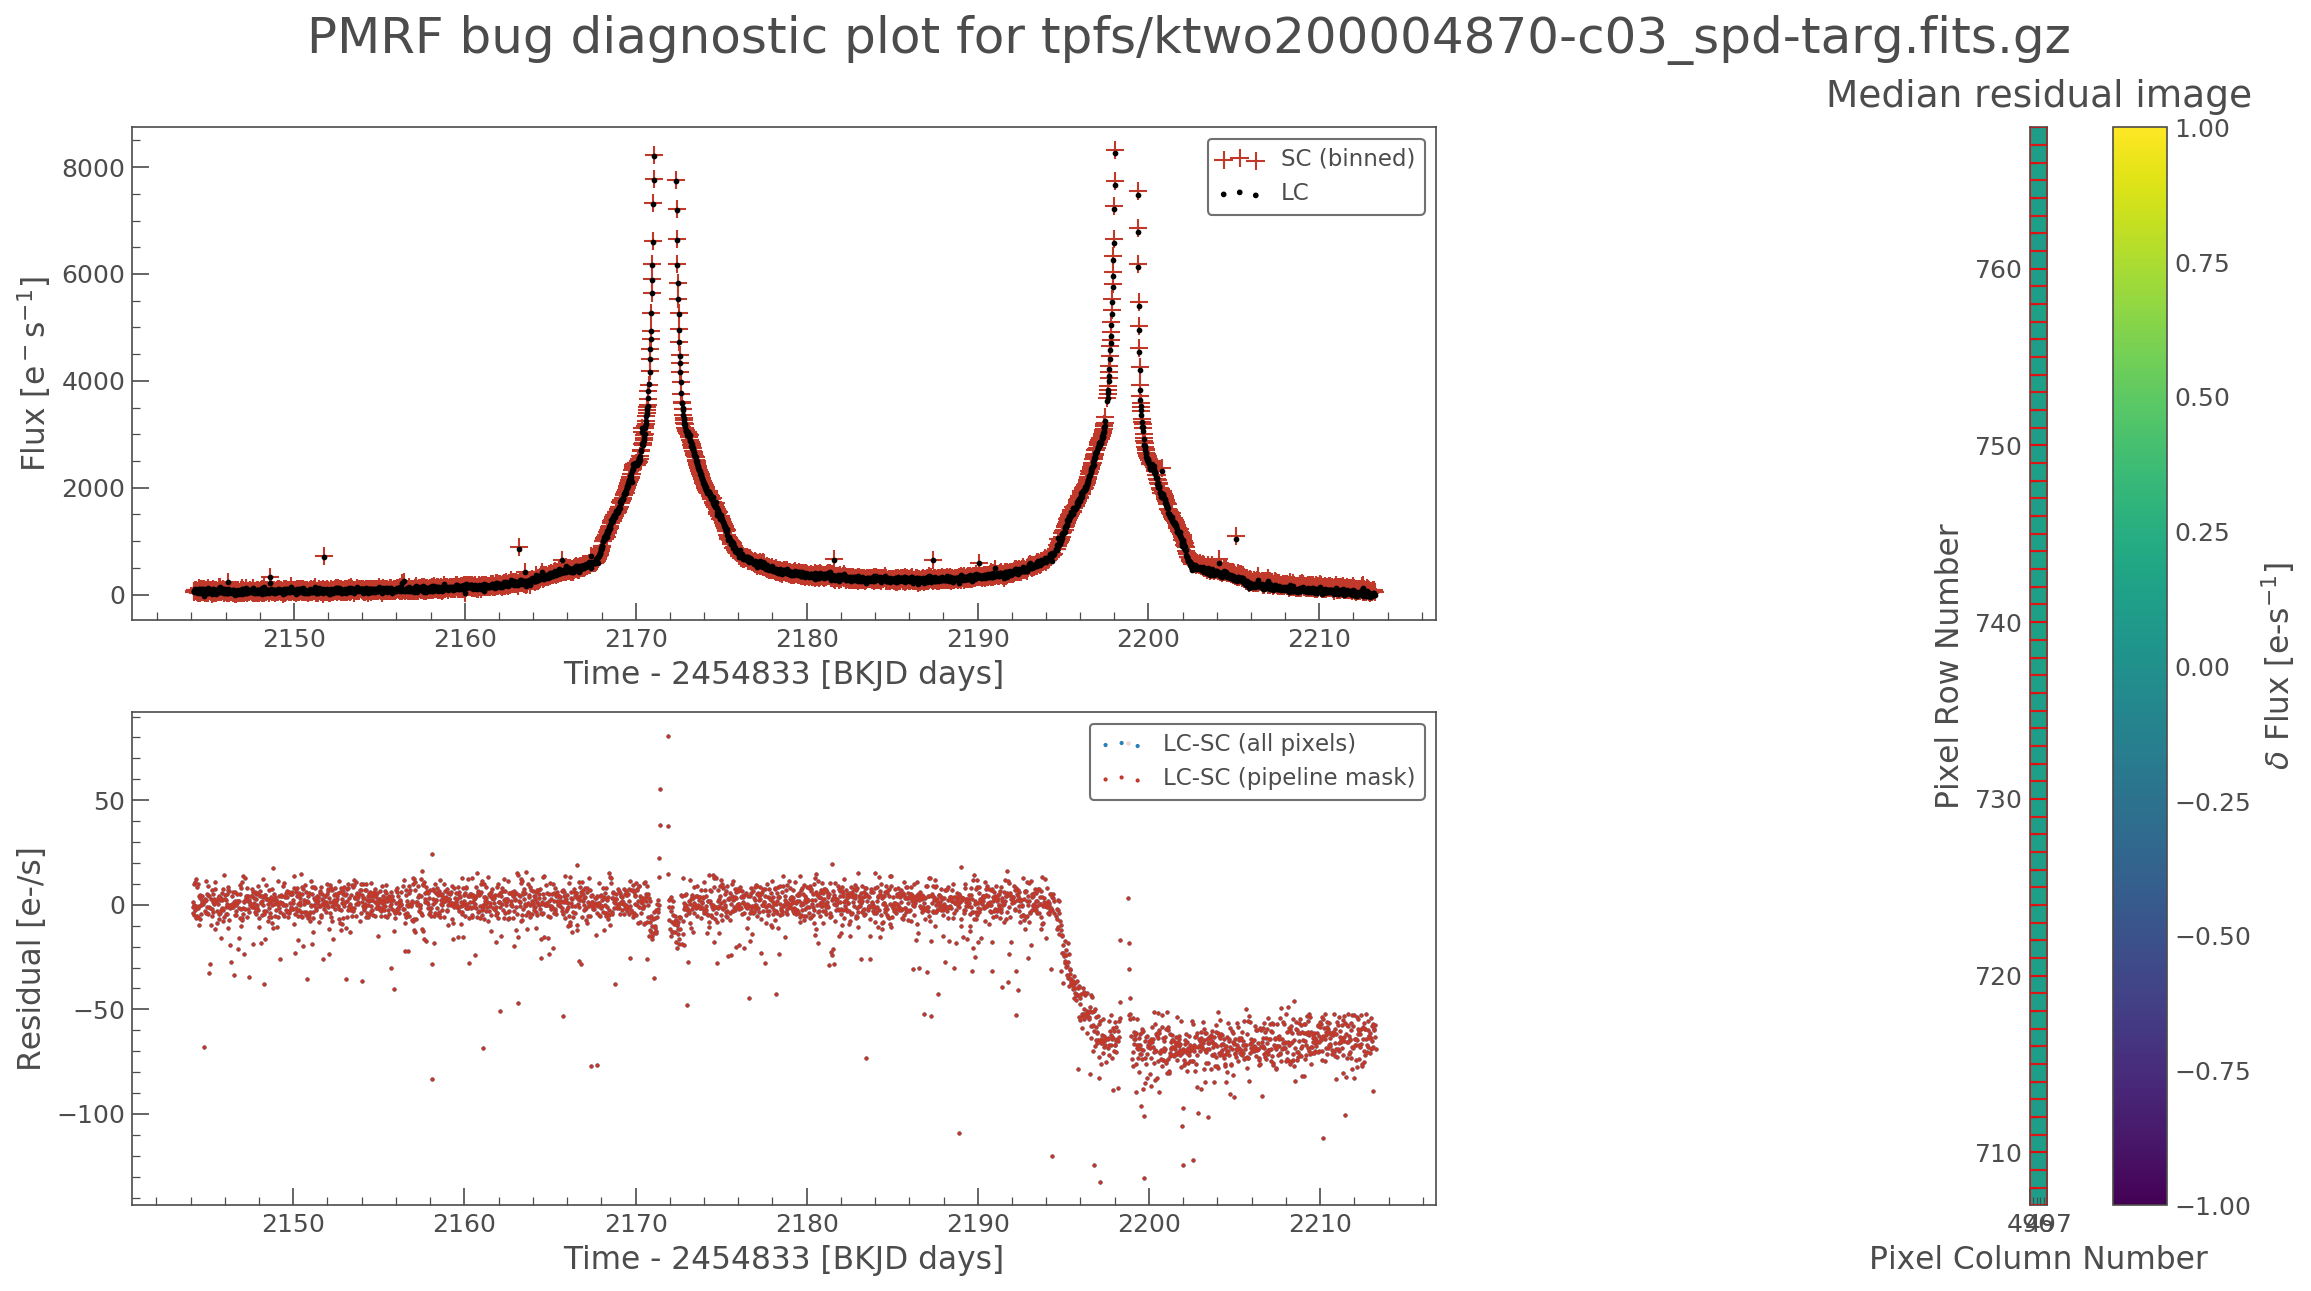 PMRF bug diagnostic plot for tpfs/ktwo200004870-c03_spd-targ.fits.gz
Flux [e⁻ s⁻¹]
8000
6000
4000
2000
0
SC (binned)
LC
2150 2160 2170 2180 2190 2200 2210
Time - 2454833 [BKJD days]
Residual [e-/s]
50
0
−50
−100
LC-SC (all pixels)
LC-SC (pipeline mask)
2150 2160 2170 2180 2190 2200 2210
Time - 2454833 [BKJD days]
Median residual image
Pixel Row Number
760
750
740
730
720
710
496 497
Pixel Column Number
1.00
0.75
0.50
0.25
0.00
−0.25
−0.50
−0.75
−1.00
δ Flux [e-s⁻¹]